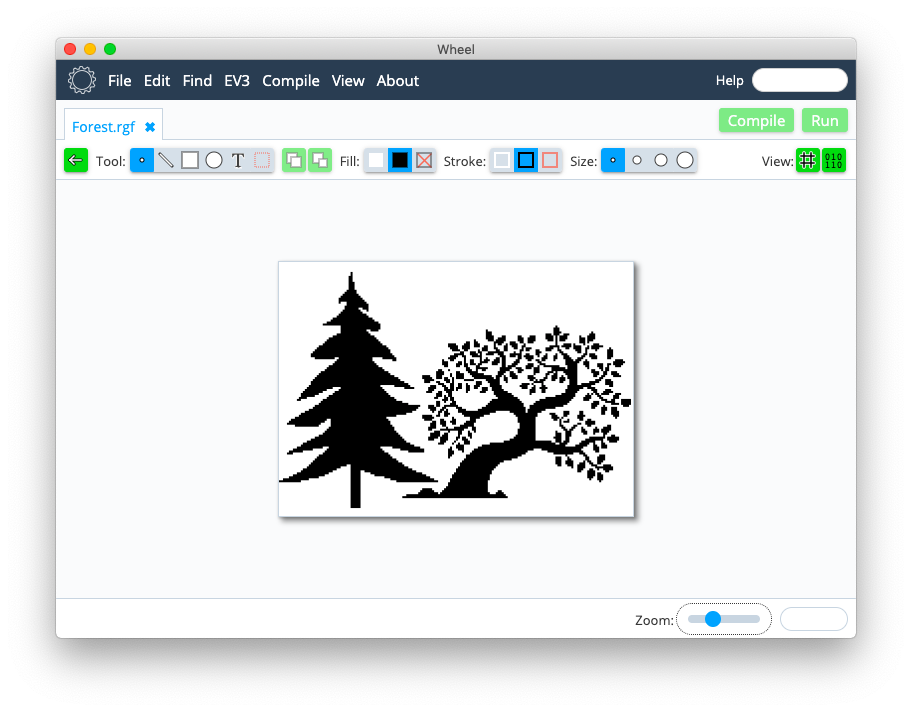 Wheel
File Edit Find EV3 Compile View About Help
Forest.rgf Compile Run
Tool: T Fill: Stroke: Size: View: 010 110
Zoom: